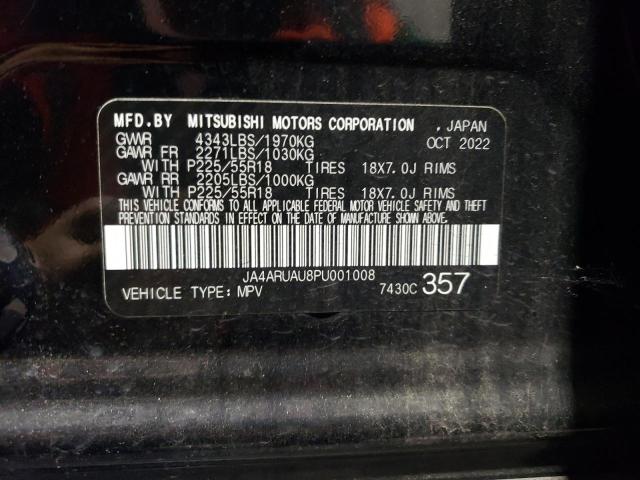 MFD.BY MITSUBISHI MOTORS CORPORATION , JAPAN
GVWR 4343LBS/1970KG OCT 2022
GAWR FR 2271LBS/1030KG
WITH P225/55R18 TIRES 18X7.0J RIMS
GAWR RR 2205LBS/1000KG
WITH P225/55R18 TIRES 18X7.0J RIMS
THIS VEHICLE CONFORMS TO ALL APPLICABLE FEDERAL MOTOR VEHICLE SAFETY AND THEFT
PREVENTION STANDARDS IN EFFECT ON THE DATE OF MANUFACTURE SHOWN ABOVE.
JA4ARUAU8PU001008
VEHICLE TYPE: MPV 7430C 357